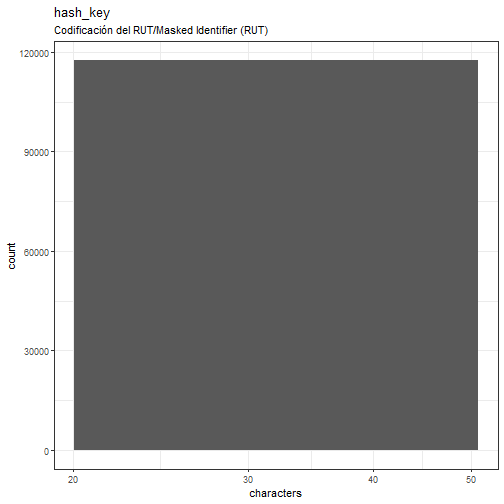 hash_key
Codificación del RUT/Masked Identifier (RUT)
120000
90000
60000
30000
0
count
20
30
40
50
characters